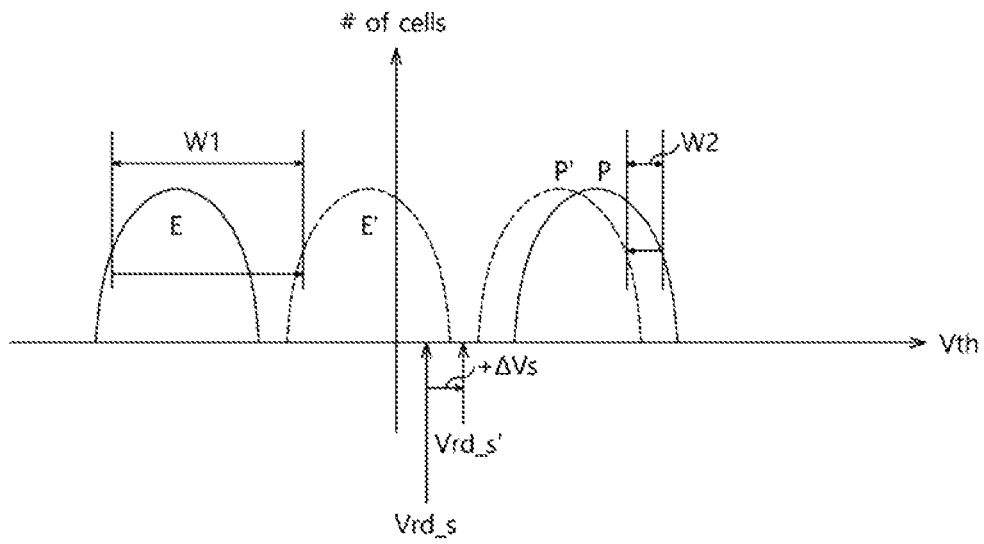 # of cells
W1
W2
P' P
E
E'
Vth
+ΔVs
Vrd_s'
Vrd_s